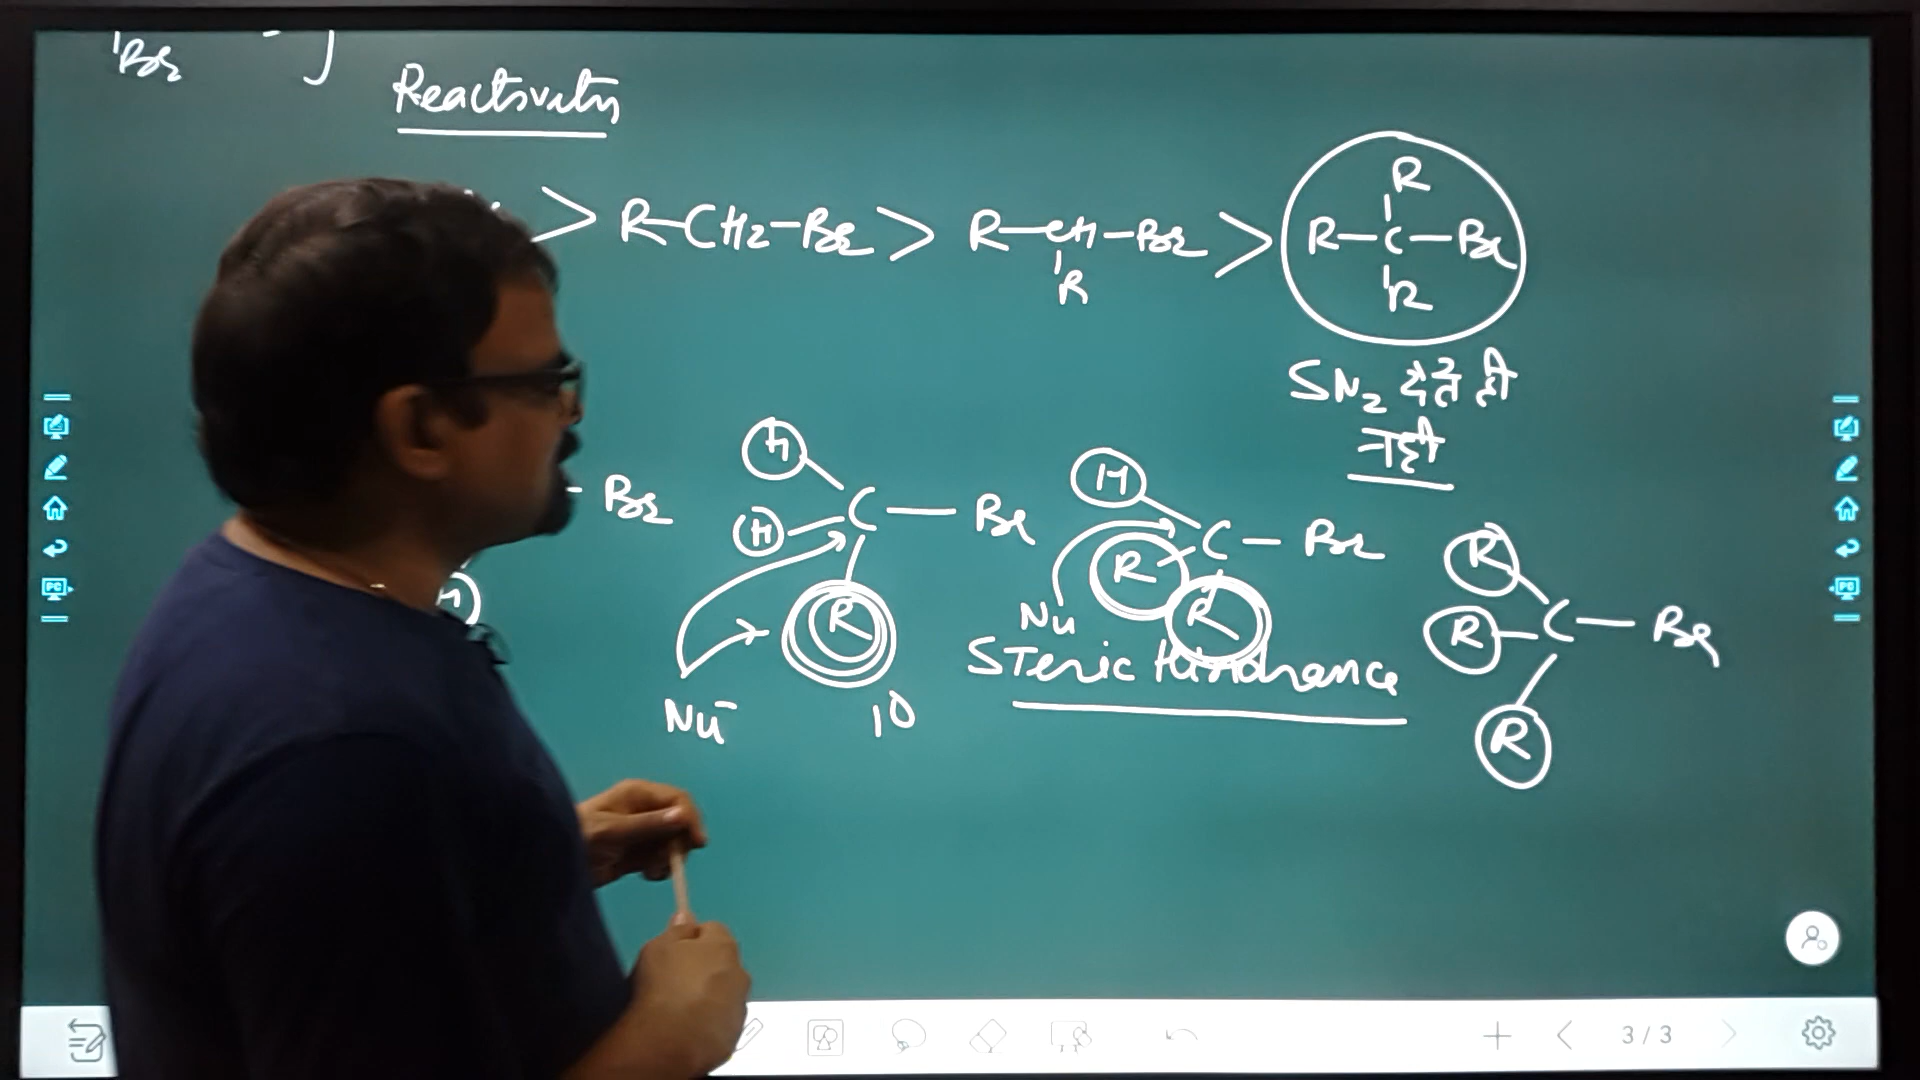 Br
Reactivity
> R-CH2-Br > R-CH-Br > R-C-Br
R
R
R
SN2 देते ही
नहीं
H
H
C - Br
R
Nu-
10
- Br
H
H
C - Br
R
R
Nu
Steric Hindrance
R
R
C - Br
R
3 / 3